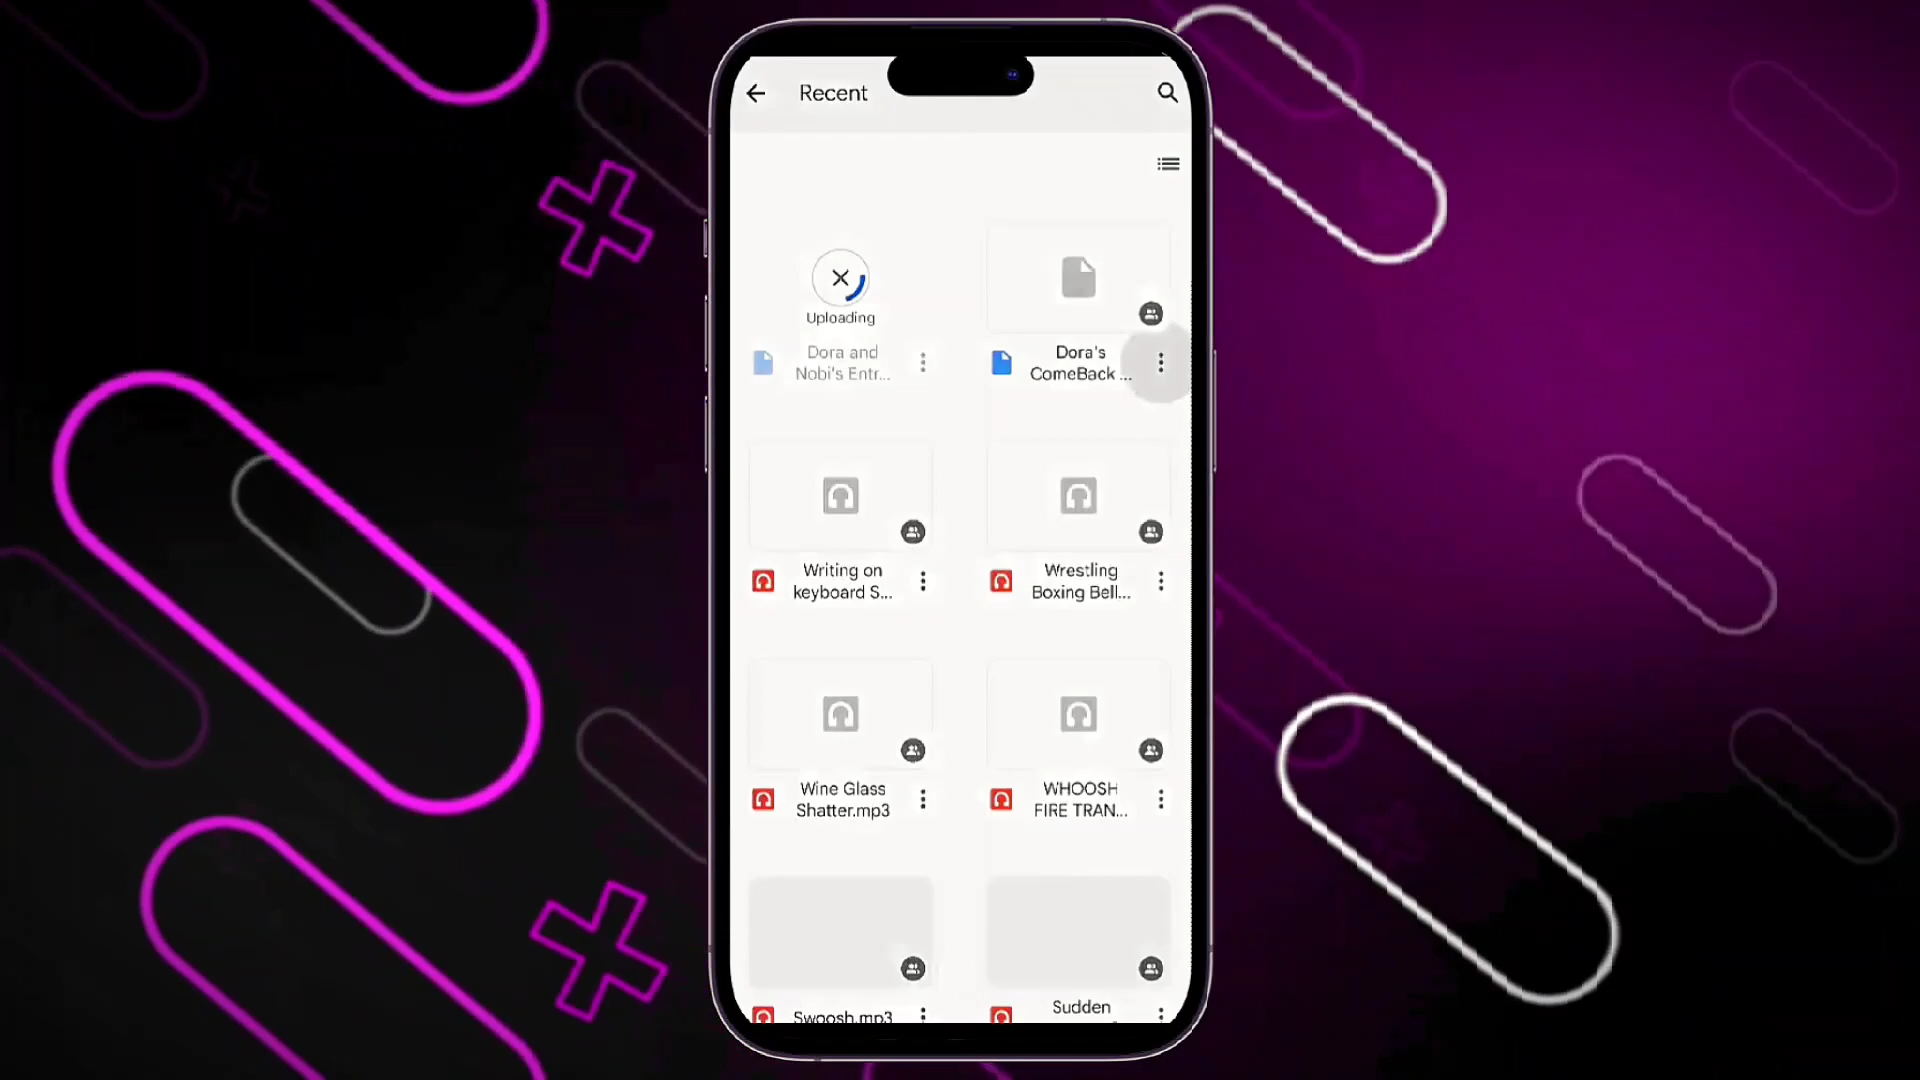 Recent
Uploading
Dora and
Nobi's Entr...
Dora's
ComeBack ...
Writing on
keyboard S...
Wrestling
Boxing Bell...
Wine Glass
Shatter.mp3
WHOOSH
FIRE TRAN...
Swoosh.mp3
Sudden